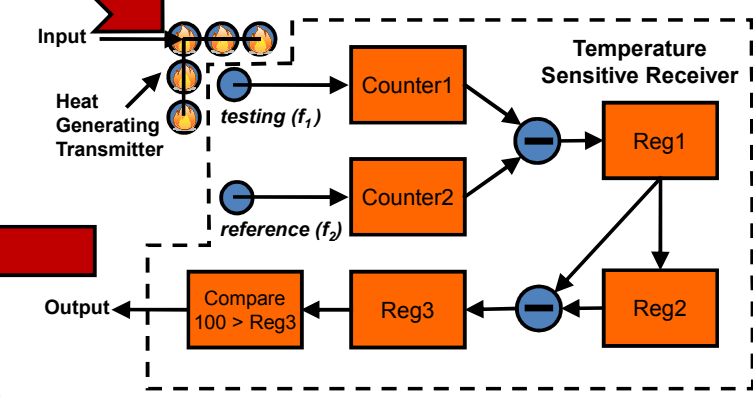 Input
Heat
Generating
Transmitter
testing (f1)
reference (f2)
Counter1
Counter2
Temperature
Sensitive Receiver
Reg1
Reg2
Reg3
Compare
100 > Reg3
Output